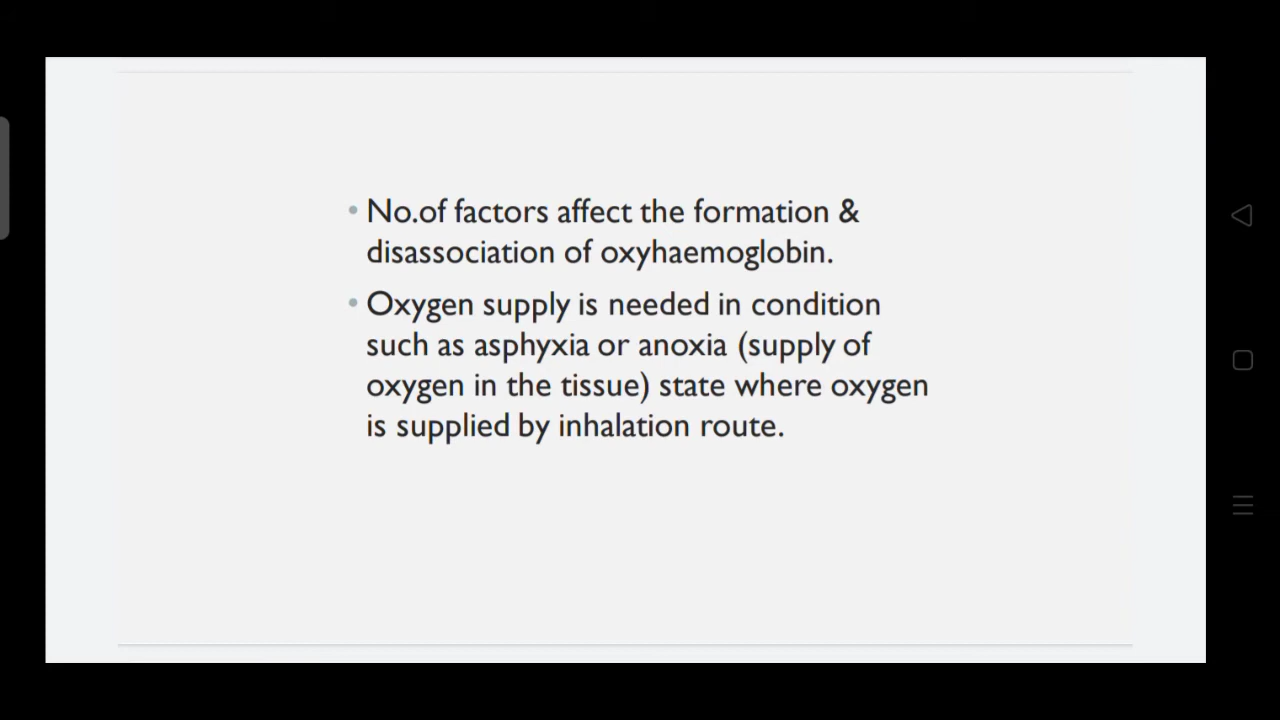 • No.of factors affect the formation &
disassociation of oxyhaemoglobin.
• Oxygen supply is needed in condition
such as asphyxia or anoxia (supply of
oxygen in the tissue) state where oxygen
is supplied by inhalation route.